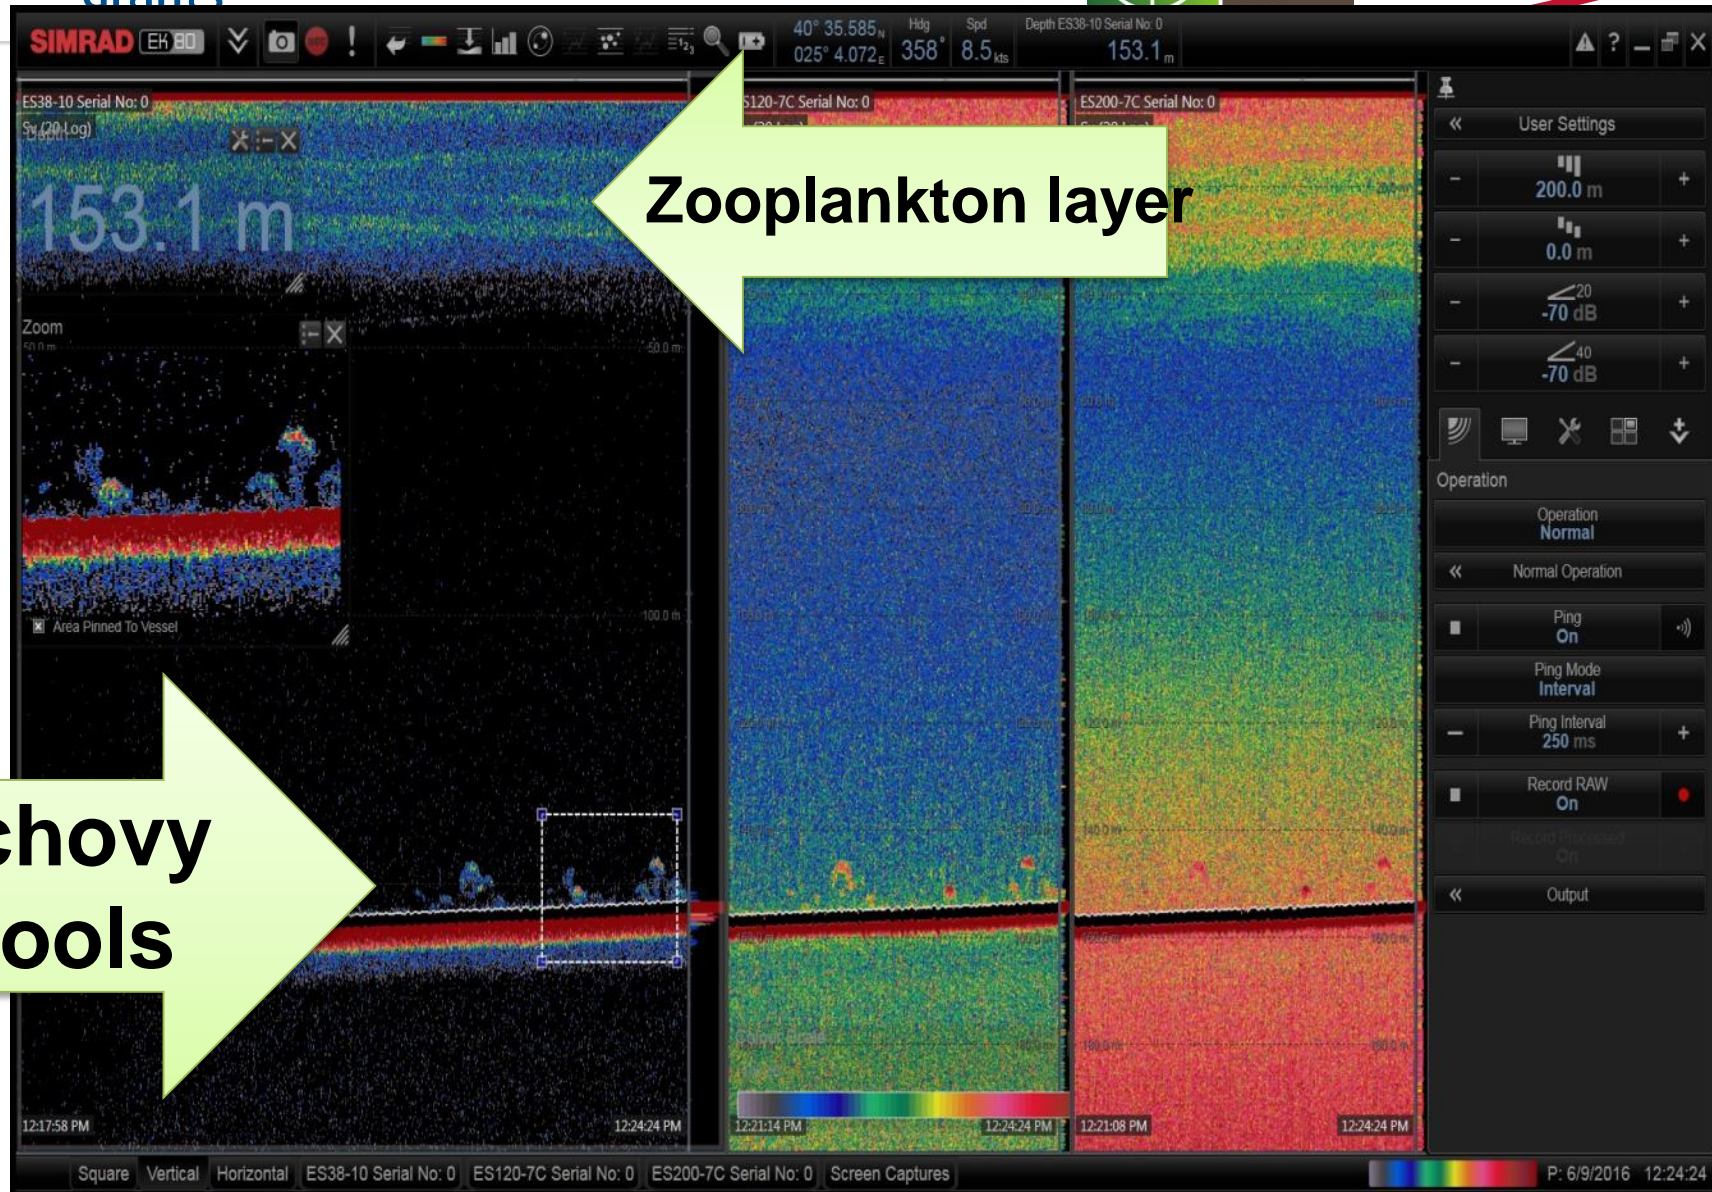 Grants
SIMRAD EK80
40° 35.585 N
025° 4.072 E
Hdg
358°
Spd
8.5 kts
Depth ES38-10 Serial No: 0
153.1 m
ES38-10 Serial No: 0
Sv (20 Log)
Depth
153.1 m
Zoom
50.0 m
50.0 m
Area Pinned To Vessel
100.0 m
12:17:58 PM
12:24:24 PM
S120-7C Serial No: 0
12:21:14 PM
12:24:24 PM
ES200-7C Serial No: 0
12:21:08 PM
12:24:24 PM
Zooplankton layer
chovy
ools
User Settings
200.0 m
0.0 m
20
-70 dB
40
-70 dB
Operation
Operation
Normal
Normal Operation
Ping
On
Ping Mode
Interval
Ping Interval
250 ms
Record RAW
On
Record Processed
On
Output
Square Vertical Horizontal ES38-10 Serial No: 0 ES120-7C Serial No: 0 ES200-7C Serial No: 0 Screen Captures
P: 6/9/2016 12:24:24